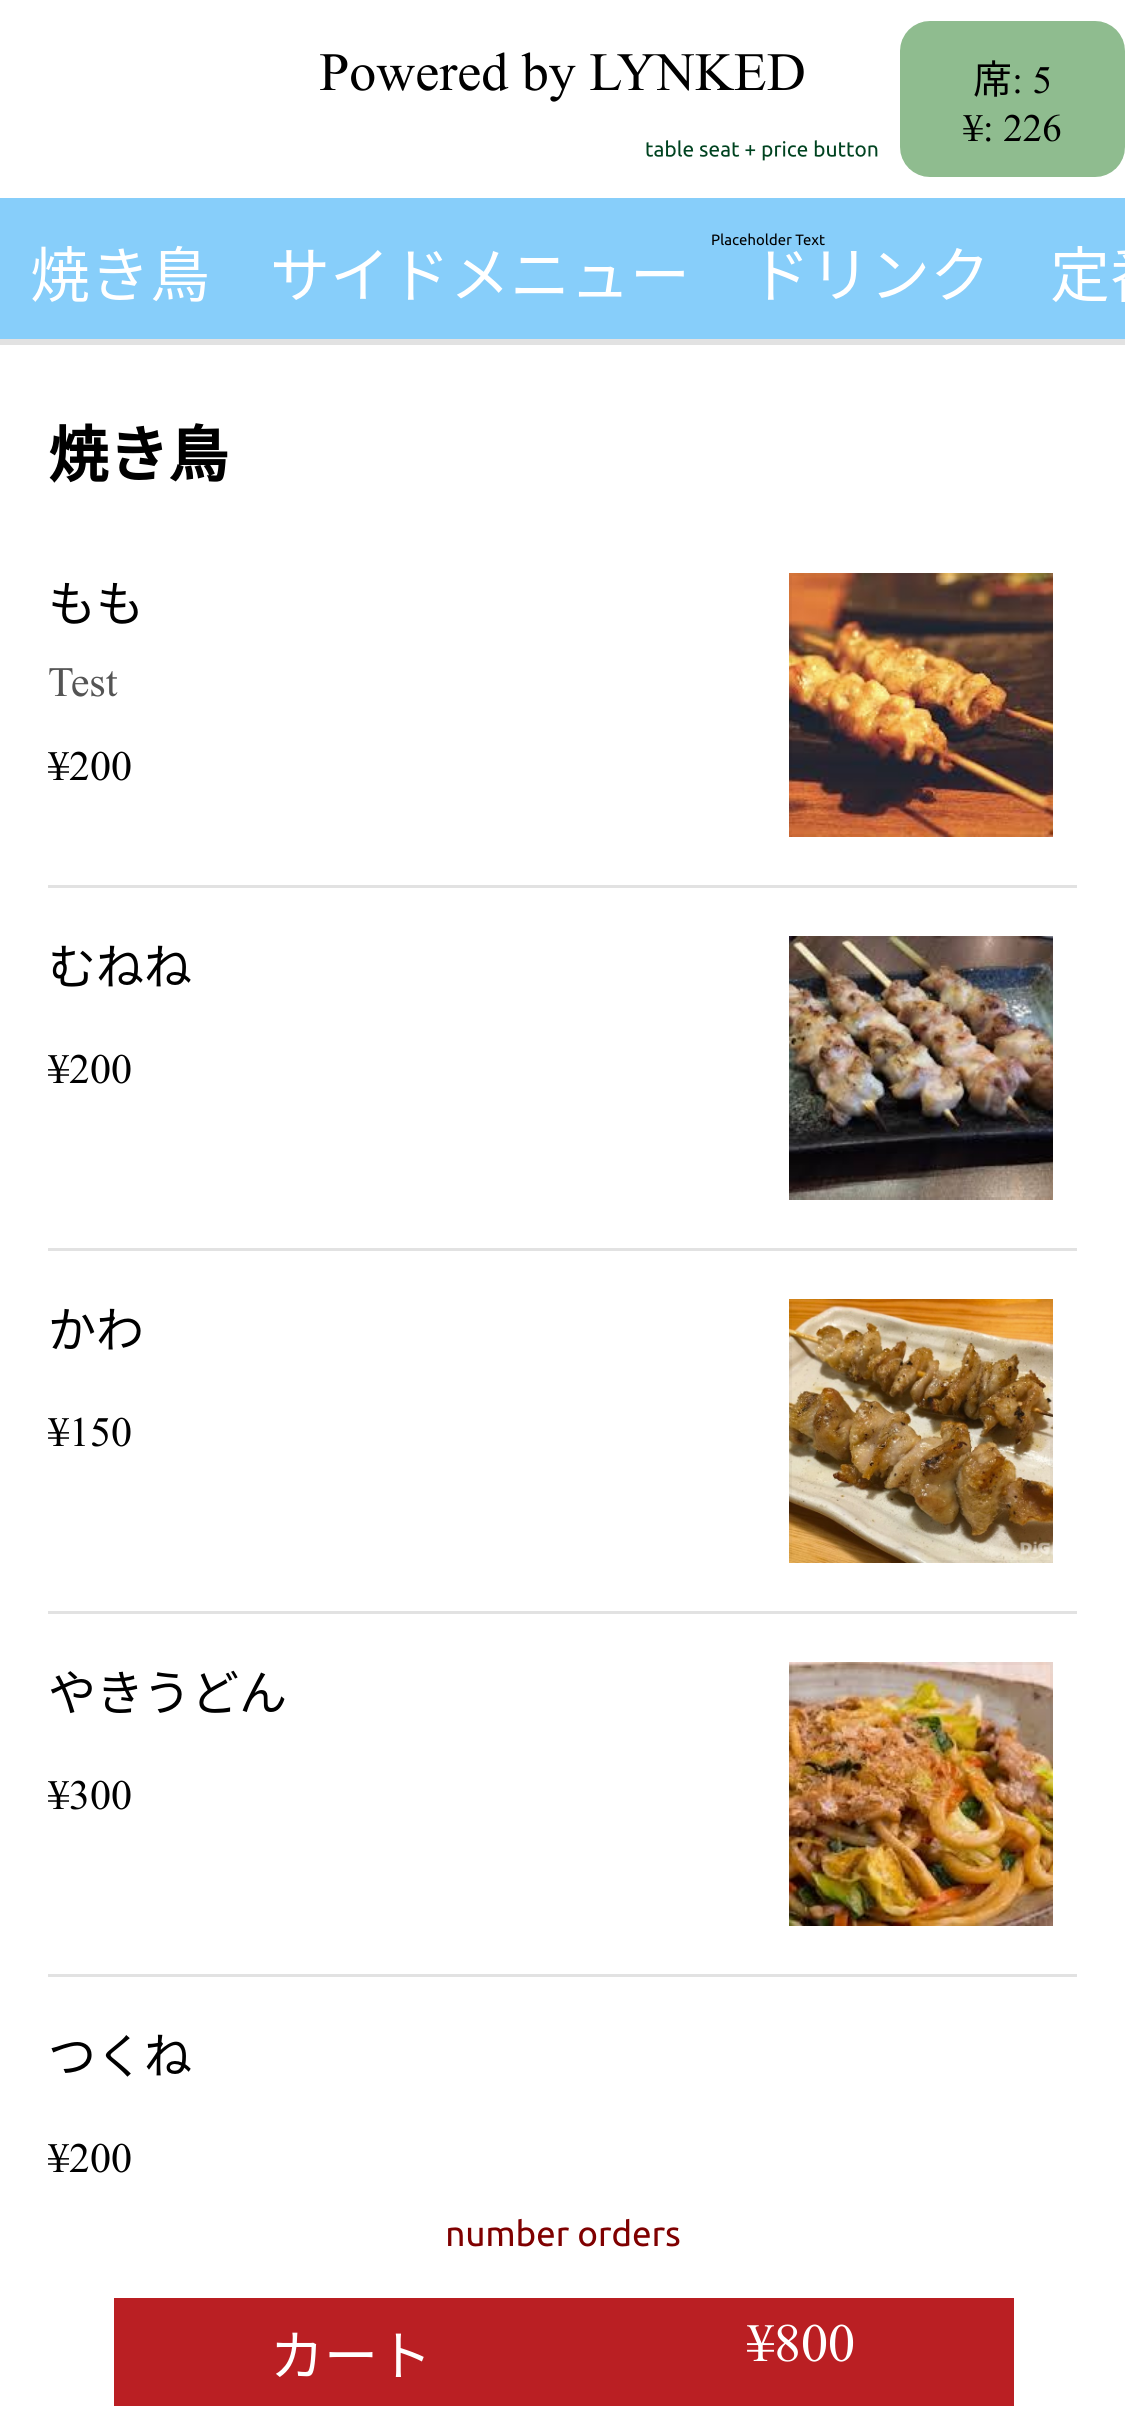 Powered by LYNKED
席: 5
¥: 226
table seat + price button
Placeholder Text
焼き鳥 サイドメニュー ドリンク 定
焼き鳥
もも
Test
¥200
むねね
¥200
かわ
¥150
DiG
やきうどん
¥300
つくね
¥200
number orders
カート ¥800